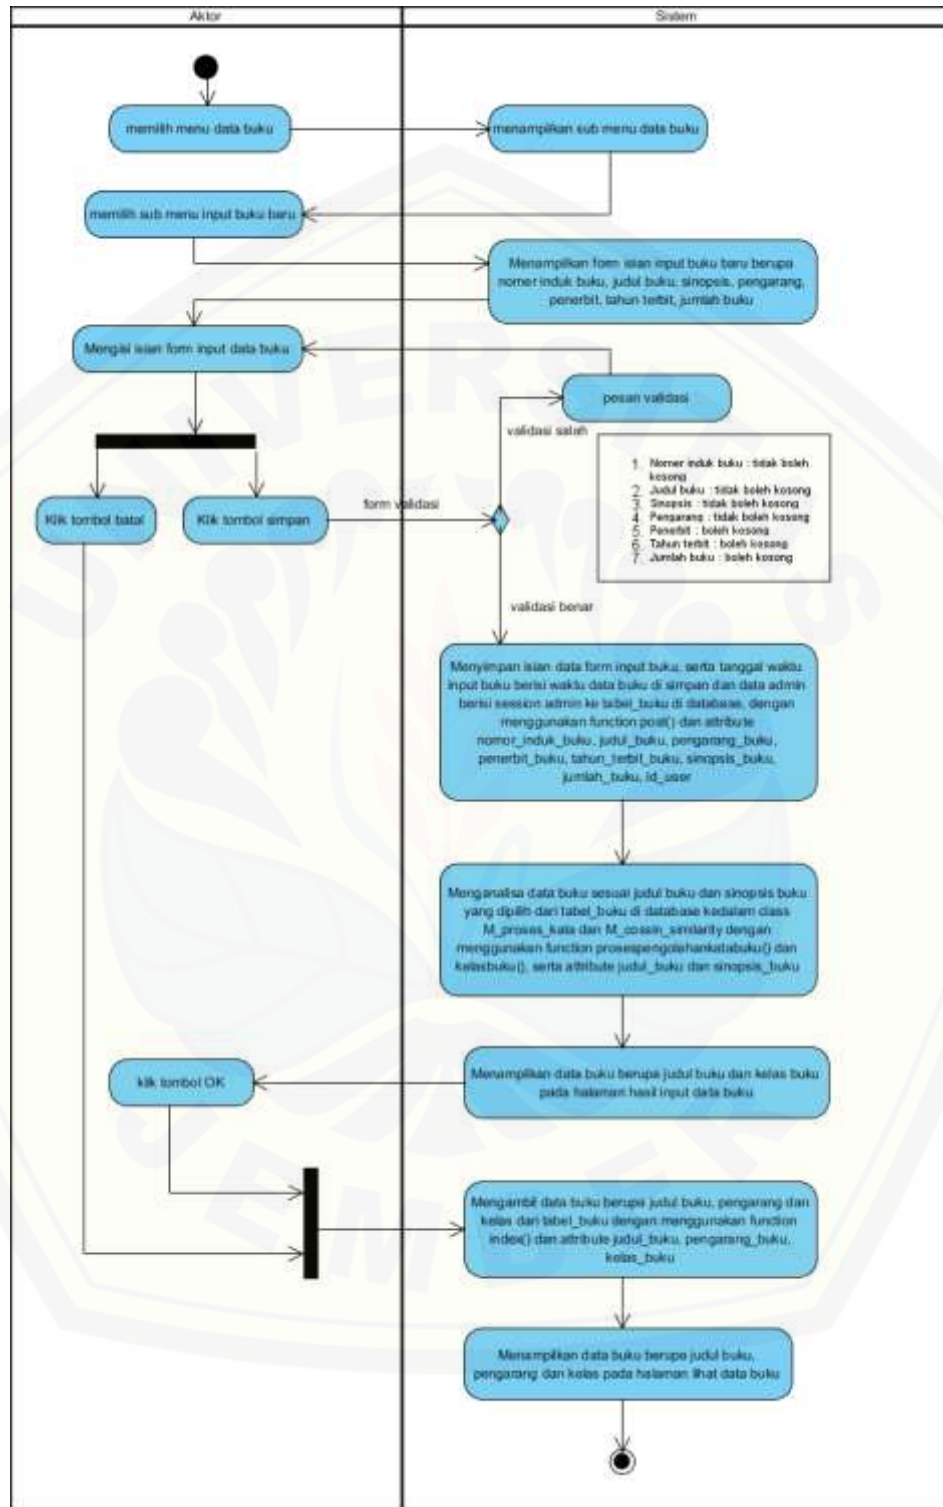 Aktor
Sistem
memilih menu data buku
menampilkan sub menu data buku
memilih sub menu input buku baru
Menampilkan form isian input buku baru berupa
nomer induk buku, judul buku, sinopsis, pengarang,
penerbit, tahun terbit, jumlah buku
Mengisi isian form input data buku
pesan validasi
validasi salah
1. Nomer induk buku : tidak boleh
kosong
2. Judul buku : tidak boleh kosong
3. Sinopsis : tidak boleh kosong
4. Pengarang : tidak boleh kosong
5. Penerbit : boleh kosong
6. Tahun terbit : boleh kosong
7. Jumlah buku : boleh kosong
Klik tombol batal
Klik tombol simpan
form validasi
validasi benar
Menyimpan isian data form input buku, serta tanggal waktu
input buku berisi waktu data buku di simpan dan data admin
berisi session admin ke tabel_buku di database, dengan
menggunakan function post() dan attribute
nomor_induk_buku, judul_buku, pengarang_buku,
penerbit_buku, tahun_terbit_buku, sinopsis_buku,
jumlah_buku, id_user
Menganalisa data buku sesuai judul buku dan sinopsis buku
yang dipilih dari tabel_buku di database kedalam class
M_proses_kata dan M_cossin_similarity dengan
menggunakan function prosespengolahankatabuku() dan
kelasbuku(), serta attribute judul_buku dan sinopsis_buku
Menampilkan data buku berupa judul buku dan kelas buku
pada halaman hasil input data buku
klik tombol OK
Mengambil data buku berupa judul buku, pengarang dan
kelas dari tabel_buku dengan menggunakan function
index() dan attribute judul_buku, pengarang_buku,
kelas_buku
Menampilkan data buku berupa judul buku,
pengarang dan kelas pada halaman lihat data buku
UNIVERSITAS
JEMBER